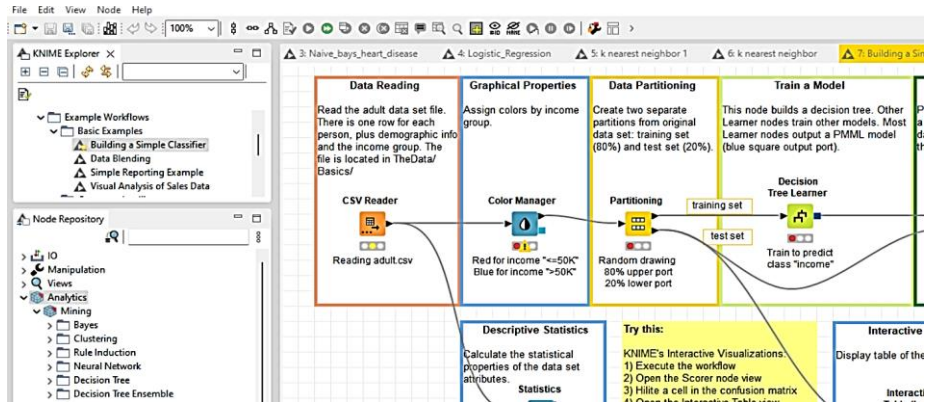 File Edit View Node Help
100%
KNIME Explorer
Example Workflows
Basic Examples
Building a Simple Classifier
Data Blending
Simple Reporting Example
Visual Analysis of Sales Data
Node Repository
IO
Manipulation
Views
Analytics
Mining
Bayes
Clustering
Rule Induction
Neural Network
Decision Tree
Decision Tree Ensemble
3: Naive_bays_heart_disease
4: Logistic_Regression
5: k nearest neighbor 1
6: k nearest neighbor
7: Building a Sin
Data Reading
Read the adult data set file.
There is one row for each
person, plus demographic info
and the income group. The
file is located in TheData/
Basics/
CSV Reader
Reading adult.csv
Graphical Properties
Assign colors by income
group.
Color Manager
Red for income "<=50K"
Blue for income ">50K"
Data Partitioning
Create two separate
partitions from original
data set: training set
(80%) and test set (20%).
Partitioning
Random drawing
80% upper port
20% lower port
training set
test set
Train a Model
This node builds a decision tree. Other
Learner nodes train other models. Most
Learner nodes output a PMML model
(blue square output port).
Decision
Tree Learner
Train to predict
class "income"
Descriptive Statistics
Calculate the statistical
properties of the data set
attributes.
Statistics
Try this:
KNIME's Interactive Visualizations:
1) Execute the workflow
2) Open the Scorer node view
3) Hilite a cell in the confusion matrix
4) Open the Interactive Table view
Interactive
Display table of the
Interacti